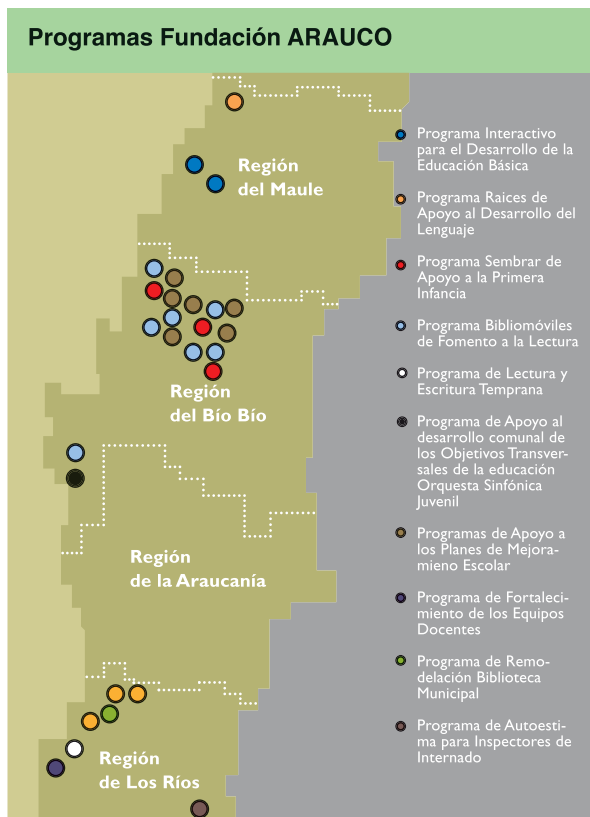 Programas Fundación ARAUCO
Región
del Maule
Región
del Bío Bío
Región
de la Araucanía
Región
de Los Ríos
Programa Interactivo
para el Desarrollo de la
Educación Básica
Programa Raices de
Apoyo al Desarrollo del
Lenguaje
Programa Sembrar de
Apoyo a la Primera
Infancia
Programa Bibliomóviles
de Fomento a la Lectura
Programa de Lectura y
Escritura Temprana
Programa de Apoyo al
desarrollo comunal de
los Objetivos Transver-
sales de la educación
Orquesta Sinfónica
Juvenil
Programas de Apoyo a
los Planes de Mejora-
mieno Escolar
Programa de Fortaleci-
miento de los Equipos
Docentes
Programa de Remo-
delación Biblioteca
Municipal
Programa de Autoesti-
ma para Inspectores de
Internado